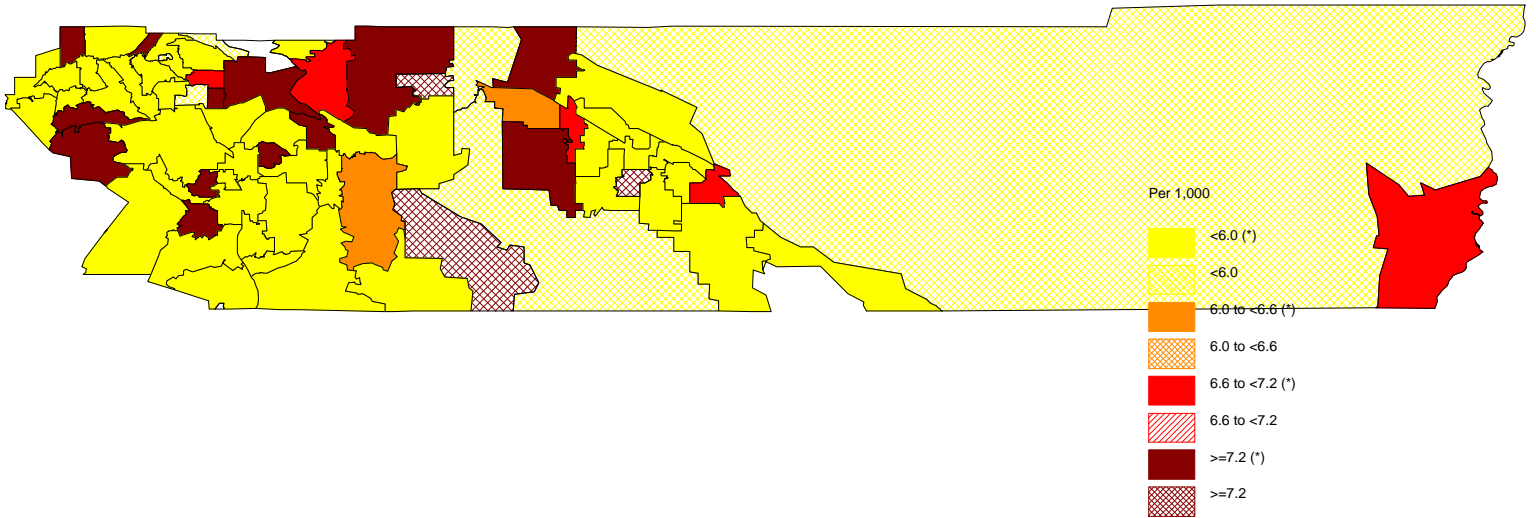 Per 1,000
<6.0 (*)
<6.0
6.0 to <6.6 (*)
6.0 to <6.6
6.6 to <7.2 (*)
6.6 to <7.2
>=7.2 (*)
>=7.2